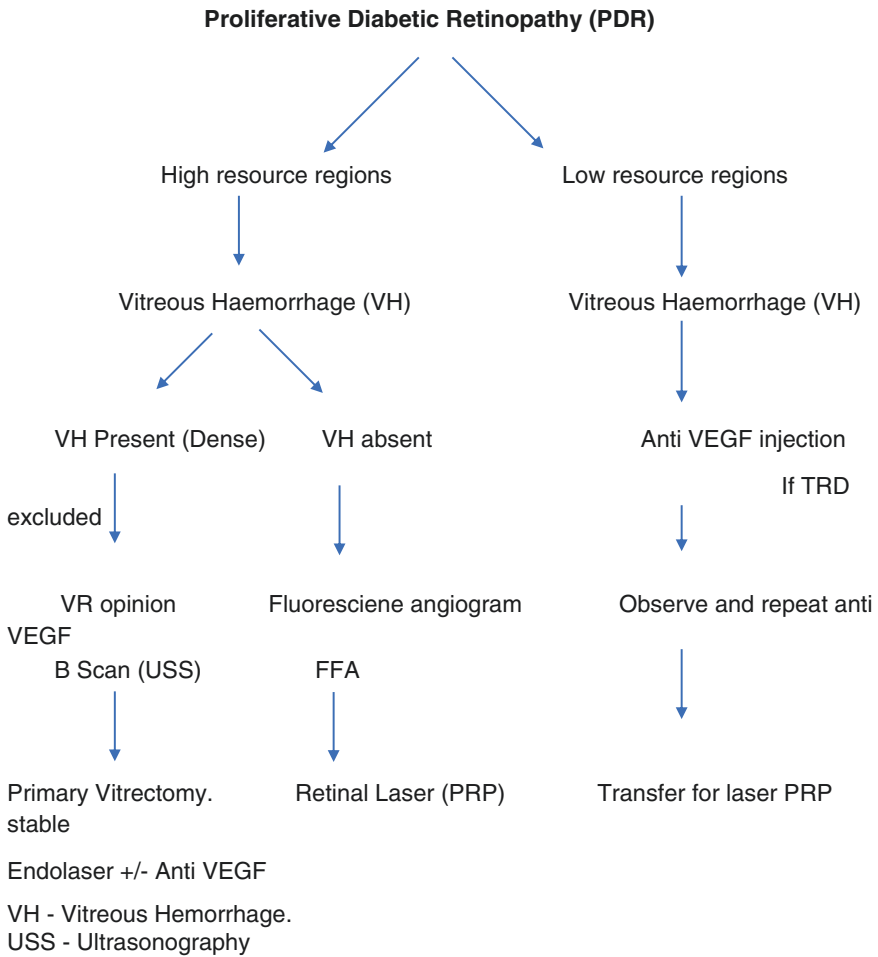 Proliferative Diabetic Retinopathy (PDR)
High resource regions
Low resource regions
Vitreous Haemorrhage (VH)
Vitreous Haemorrhage (VH)
VH Present (Dense)
VH absent
Anti VEGF injection
If TRD
excluded
VR opinion
Fluoresciene angiogram
Observe and repeat anti
VEGF
B Scan (USS)
FFA
Primary Vitrectomy.
Retinal Laser (PRP)
Transfer for laser PRP
stable
Endolaser +/- Anti VEGF
VH - Vitreous Hemorrhage.
USS - Ultrasonography